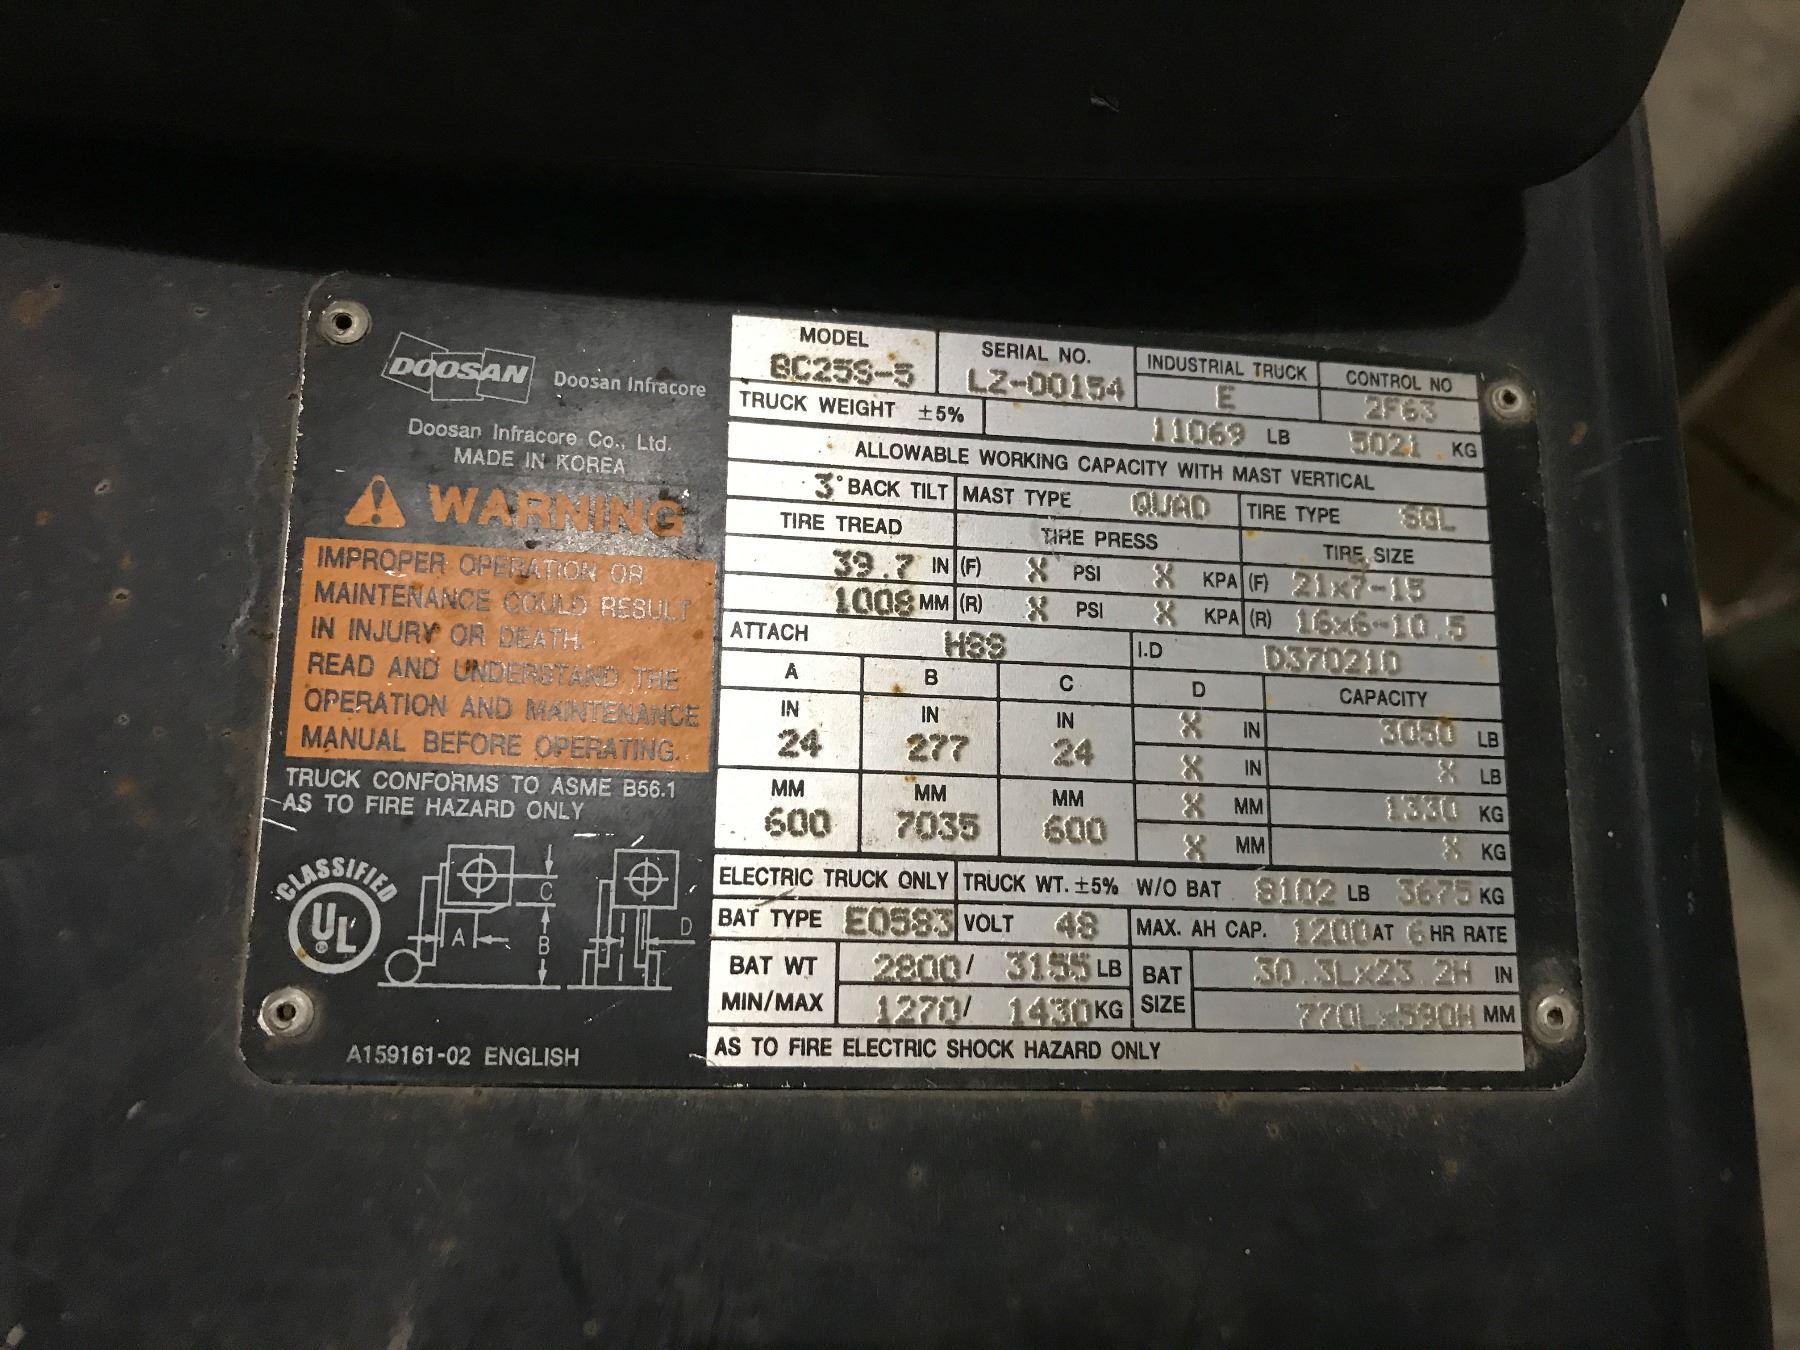 DOOSAN Doosan Infracore
Doosan Infracore Co., Ltd.
MADE IN KOREA
WARNING
IMPROPER OPERATION OR
MAINTENANCE COULD RESULT
IN INJURY OR DEATH.
READ AND UNDERSTAND THE
OPERATION AND MAINTENANCE
MANUAL BEFORE OPERATING.
TRUCK CONFORMS TO ASME B56.1
AS TO FIRE HAZARD ONLY
CLASSIFIED
UL ®
A B C D
A159161-02 ENGLISH
MODEL SERIAL NO. INDUSTRIAL TRUCK CONTROL NO
BC25S-5 LZ-00154 E 2F63
TRUCK WEIGHT ±5% 11069 LB 5021 KG
ALLOWABLE WORKING CAPACITY WITH MAST VERTICAL
3° BACK TILT MAST TYPE QUAD TIRE TYPE SGL
TIRE TREAD TIRE PRESS TIRE SIZE
39.7 IN (F) X PSI X KPA (F) 21x7-15
1008 MM (R) X PSI X KPA (R) 16x6-10.5
ATTACH HSS I.D D370210
A B C D CAPACITY
IN IN IN X IN 3050 LB
24 277 24 X IN X LB
MM MM MM X MM 1330 KG
600 7035 600 X MM X KG
ELECTRIC TRUCK ONLY TRUCK WT. ±5% W/O BAT 8102 LB 3675 KG
BAT TYPE E0583 VOLT 48 MAX. AH CAP. 1200 AT 6 HR RATE
BAT WT 2800/ 3155 LB BAT 30.3Lx23.2H IN
MIN/MAX 1270/ 1430 KG SIZE 770Lx590H MM
AS TO FIRE ELECTRIC SHOCK HAZARD ONLY